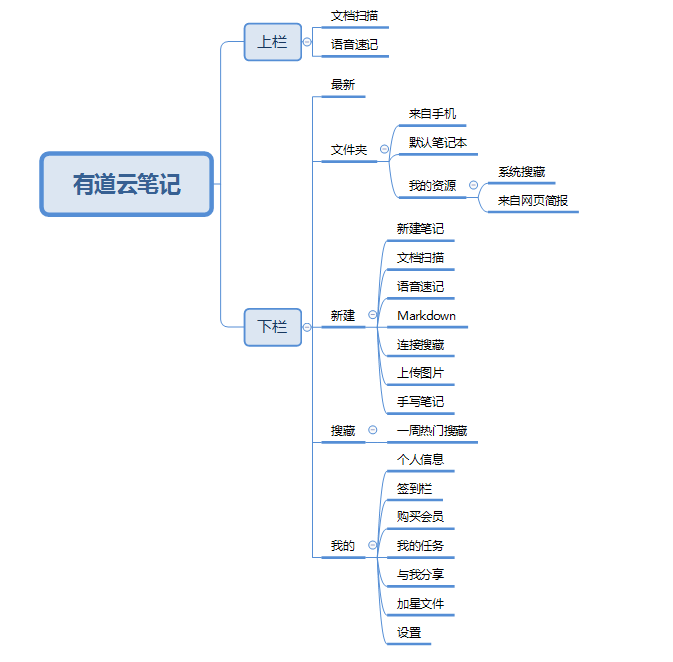 有道云笔记
上栏
文档扫描
语音速记
下栏
最新
文件夹
来自手机
默认笔记本
我的资源
系统搜藏
来自网页简报
新建
新建笔记
文档扫描
语音速记
Markdown
连接搜藏
上传图片
手写笔记
搜藏
一周热门搜藏
我的
个人信息
签到栏
购买会员
我的任务
与我分享
加星文件
设置